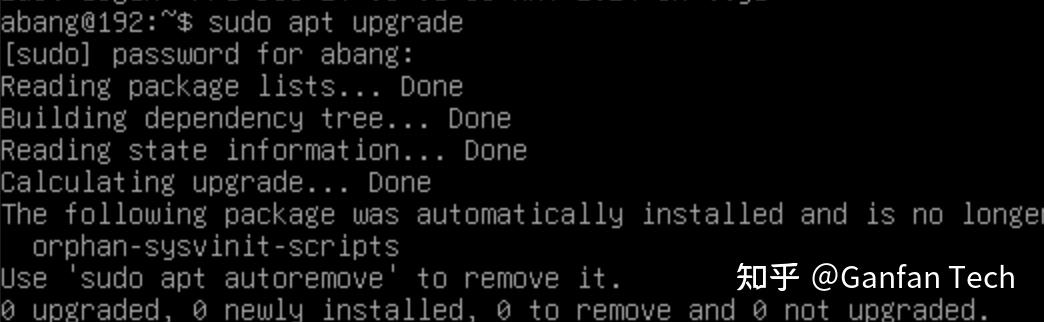 abang@192:~$ sudo apt upgrade
[sudo] password for abang:
Reading package lists... Done
Building dependency tree... Done
Reading state information... Done
Calculating upgrade... Done
The following package was automatically installed and is no longer
orphan-sysvinit-scripts
Use 'sudo apt autoremove' to remove it.
0 upgraded, 0 newly installed, 0 to remove and 0 not upgraded.
知乎 @Ganfan Tech